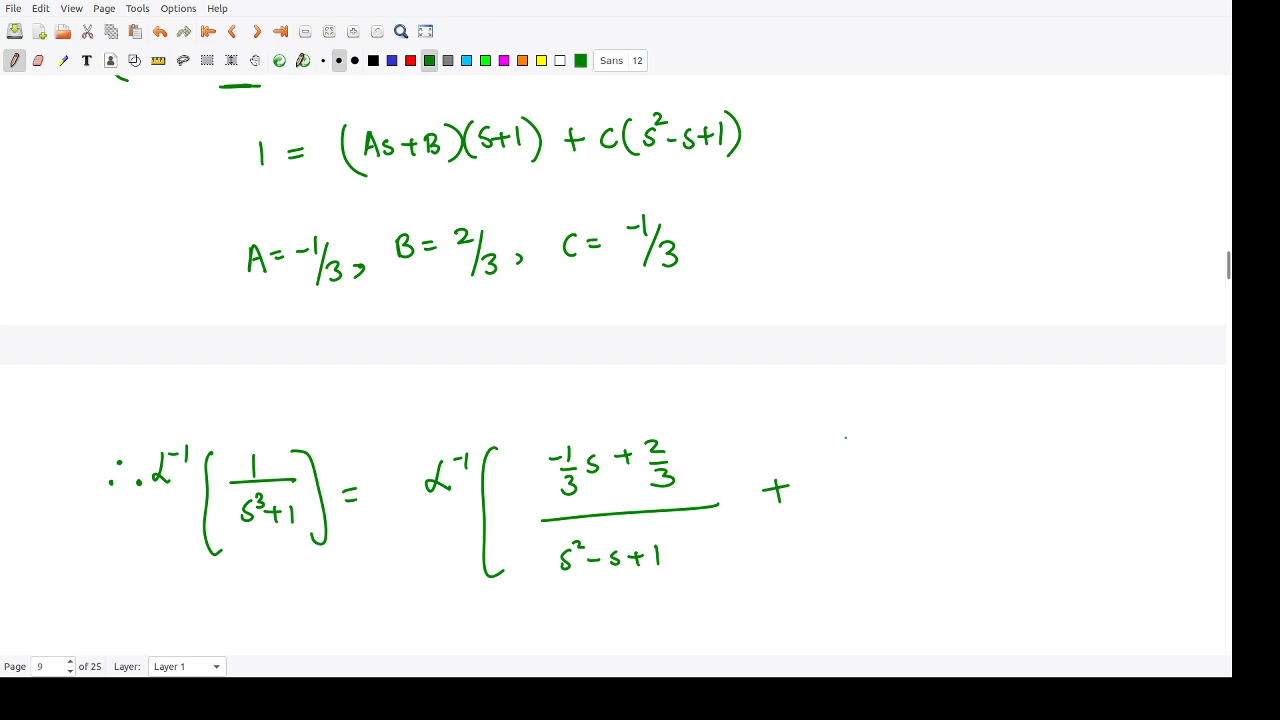 File Edit View Page Tools Options Help
T Sans 12
1 = (As+B)(s+1) + C(s²-s+1)
A = -1/3, B = 2/3, C = -1/3
∴ ℒ⁻¹ [ 1/(s³+1) ] = ℒ⁻¹ [ (-1/3 s + 2/3)/(s²-s+1) +
Page 9 of 25 Layer: Layer 1